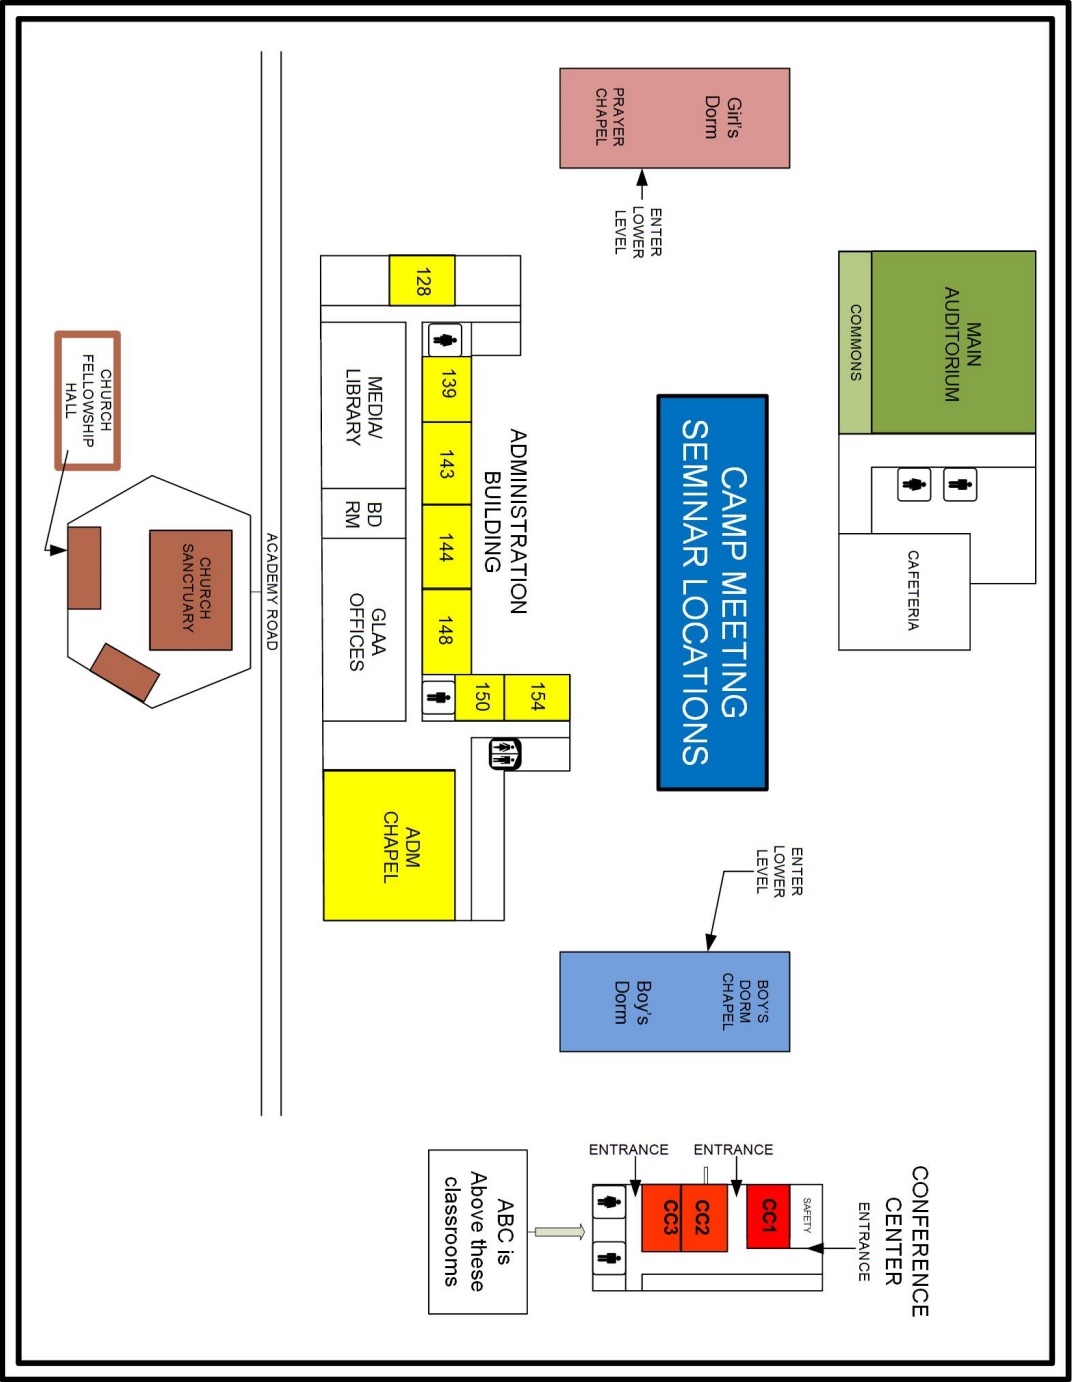 CAMP MEETING
SEMINAR LOCATIONS
MAIN
AUDITORIUM
COMMONS
CAFETERIA
Girl's
Dorm
PRAYER
CHAPEL
ENTER
LOWER
LEVEL
ENTER
LOWER
LEVEL
BOY'S
DORM
CHAPEL
Boy's
Dorm
CONFERENCE
CENTER
ENTRANCE
SAFETY
CC1
ENTRANCE
CC2
CC3
ENTRANCE
ABC is
Above these
classrooms
ADMINISTRATION
BUILDING
128
139
143
144
148
150
154
MEDIA/
LIBRARY
BD
RM
GLAA
OFFICES
ADM
CHAPEL
ACADEMY ROAD
CHURCH
SANCTUARY
CHURCH
FELLOWSHIP
HALL